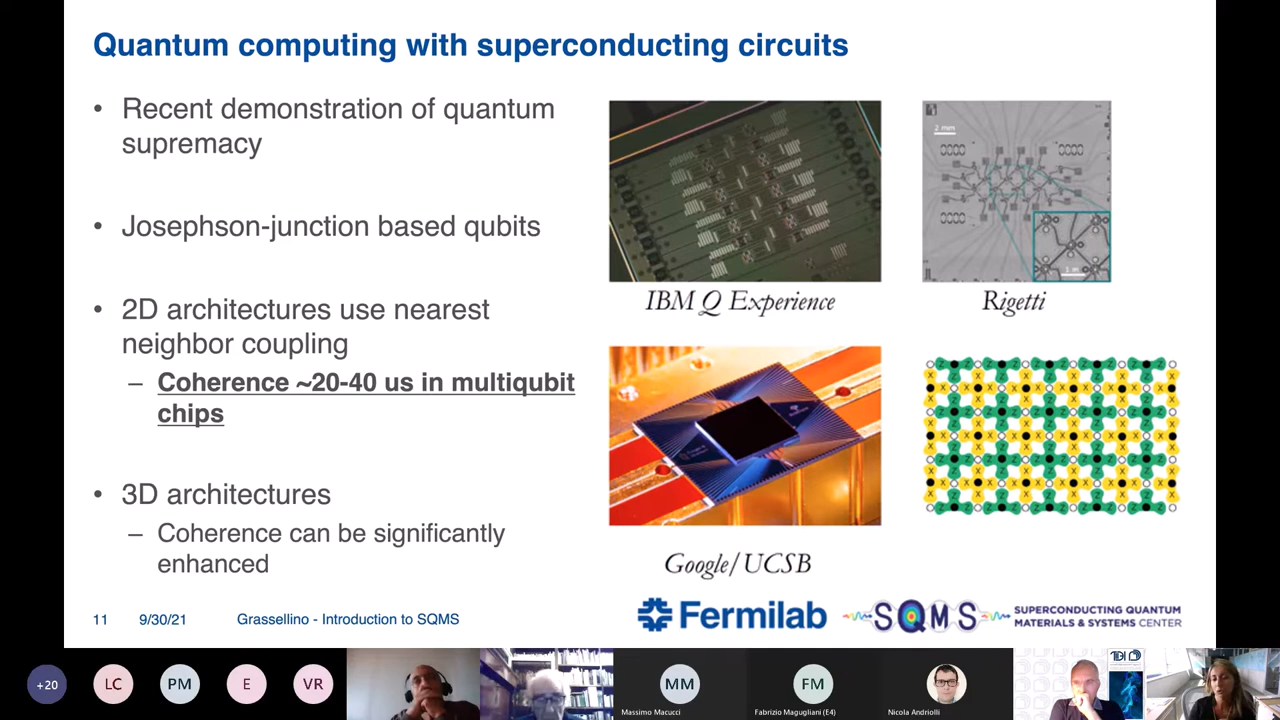 Quantum computing with superconducting circuits
• Recent demonstration of quantum
supremacy
• Josephson-junction based qubits
• 2D architectures use nearest
neighbor coupling
– Coherence ~20-40 us in multiqubit
chips
• 3D architectures
– Coherence can be significantly
enhanced
2 mm
IBM Q Experience
Rigetti
Google/UCSB
11 9/30/21 Grassellino - Introduction to SQMS
Fermilab
SQMS
SUPERCONDUCTING QUANTUM
MATERIALS & SYSTEMS CENTER
+20
LC
PM
E
VR
MM
Massimo Macucci
FM
Fabrizio Magugliani (E4)
Nicola Andriolli